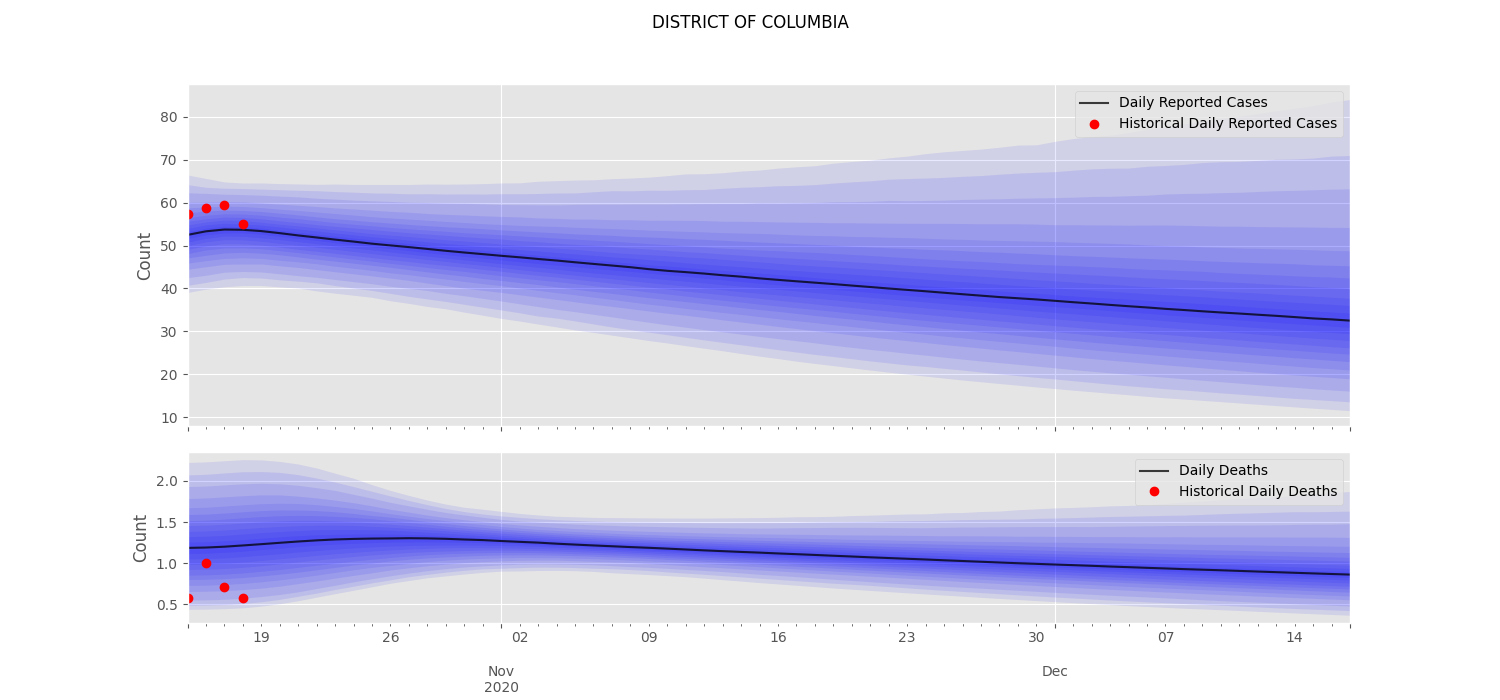 DISTRICT OF COLUMBIA
Daily Reported Cases
Historical Daily Reported Cases
Count
80
70
60
50
40
30
20
10
Daily Deaths
Historical Daily Deaths
Count
2.0
1.5
1.0
0.5
19 26 02 09 16 23 30 07 14
Nov Dec
2020